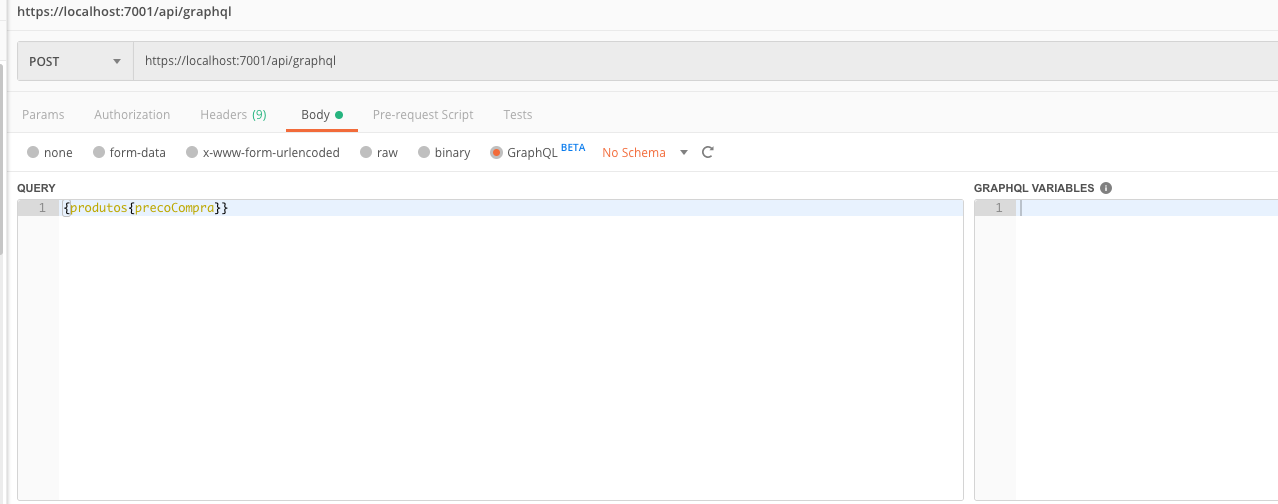 https://localhost:7001/api/graphql
POST https://localhost:7001/api/graphql
Params Authorization Headers (9) Body Pre-request Script Tests
none form-data x-www-form-urlencoded raw binary GraphQL BETA No Schema
QUERY GRAPHQL VARIABLES i
1 {produtos{precoCompra}} 1